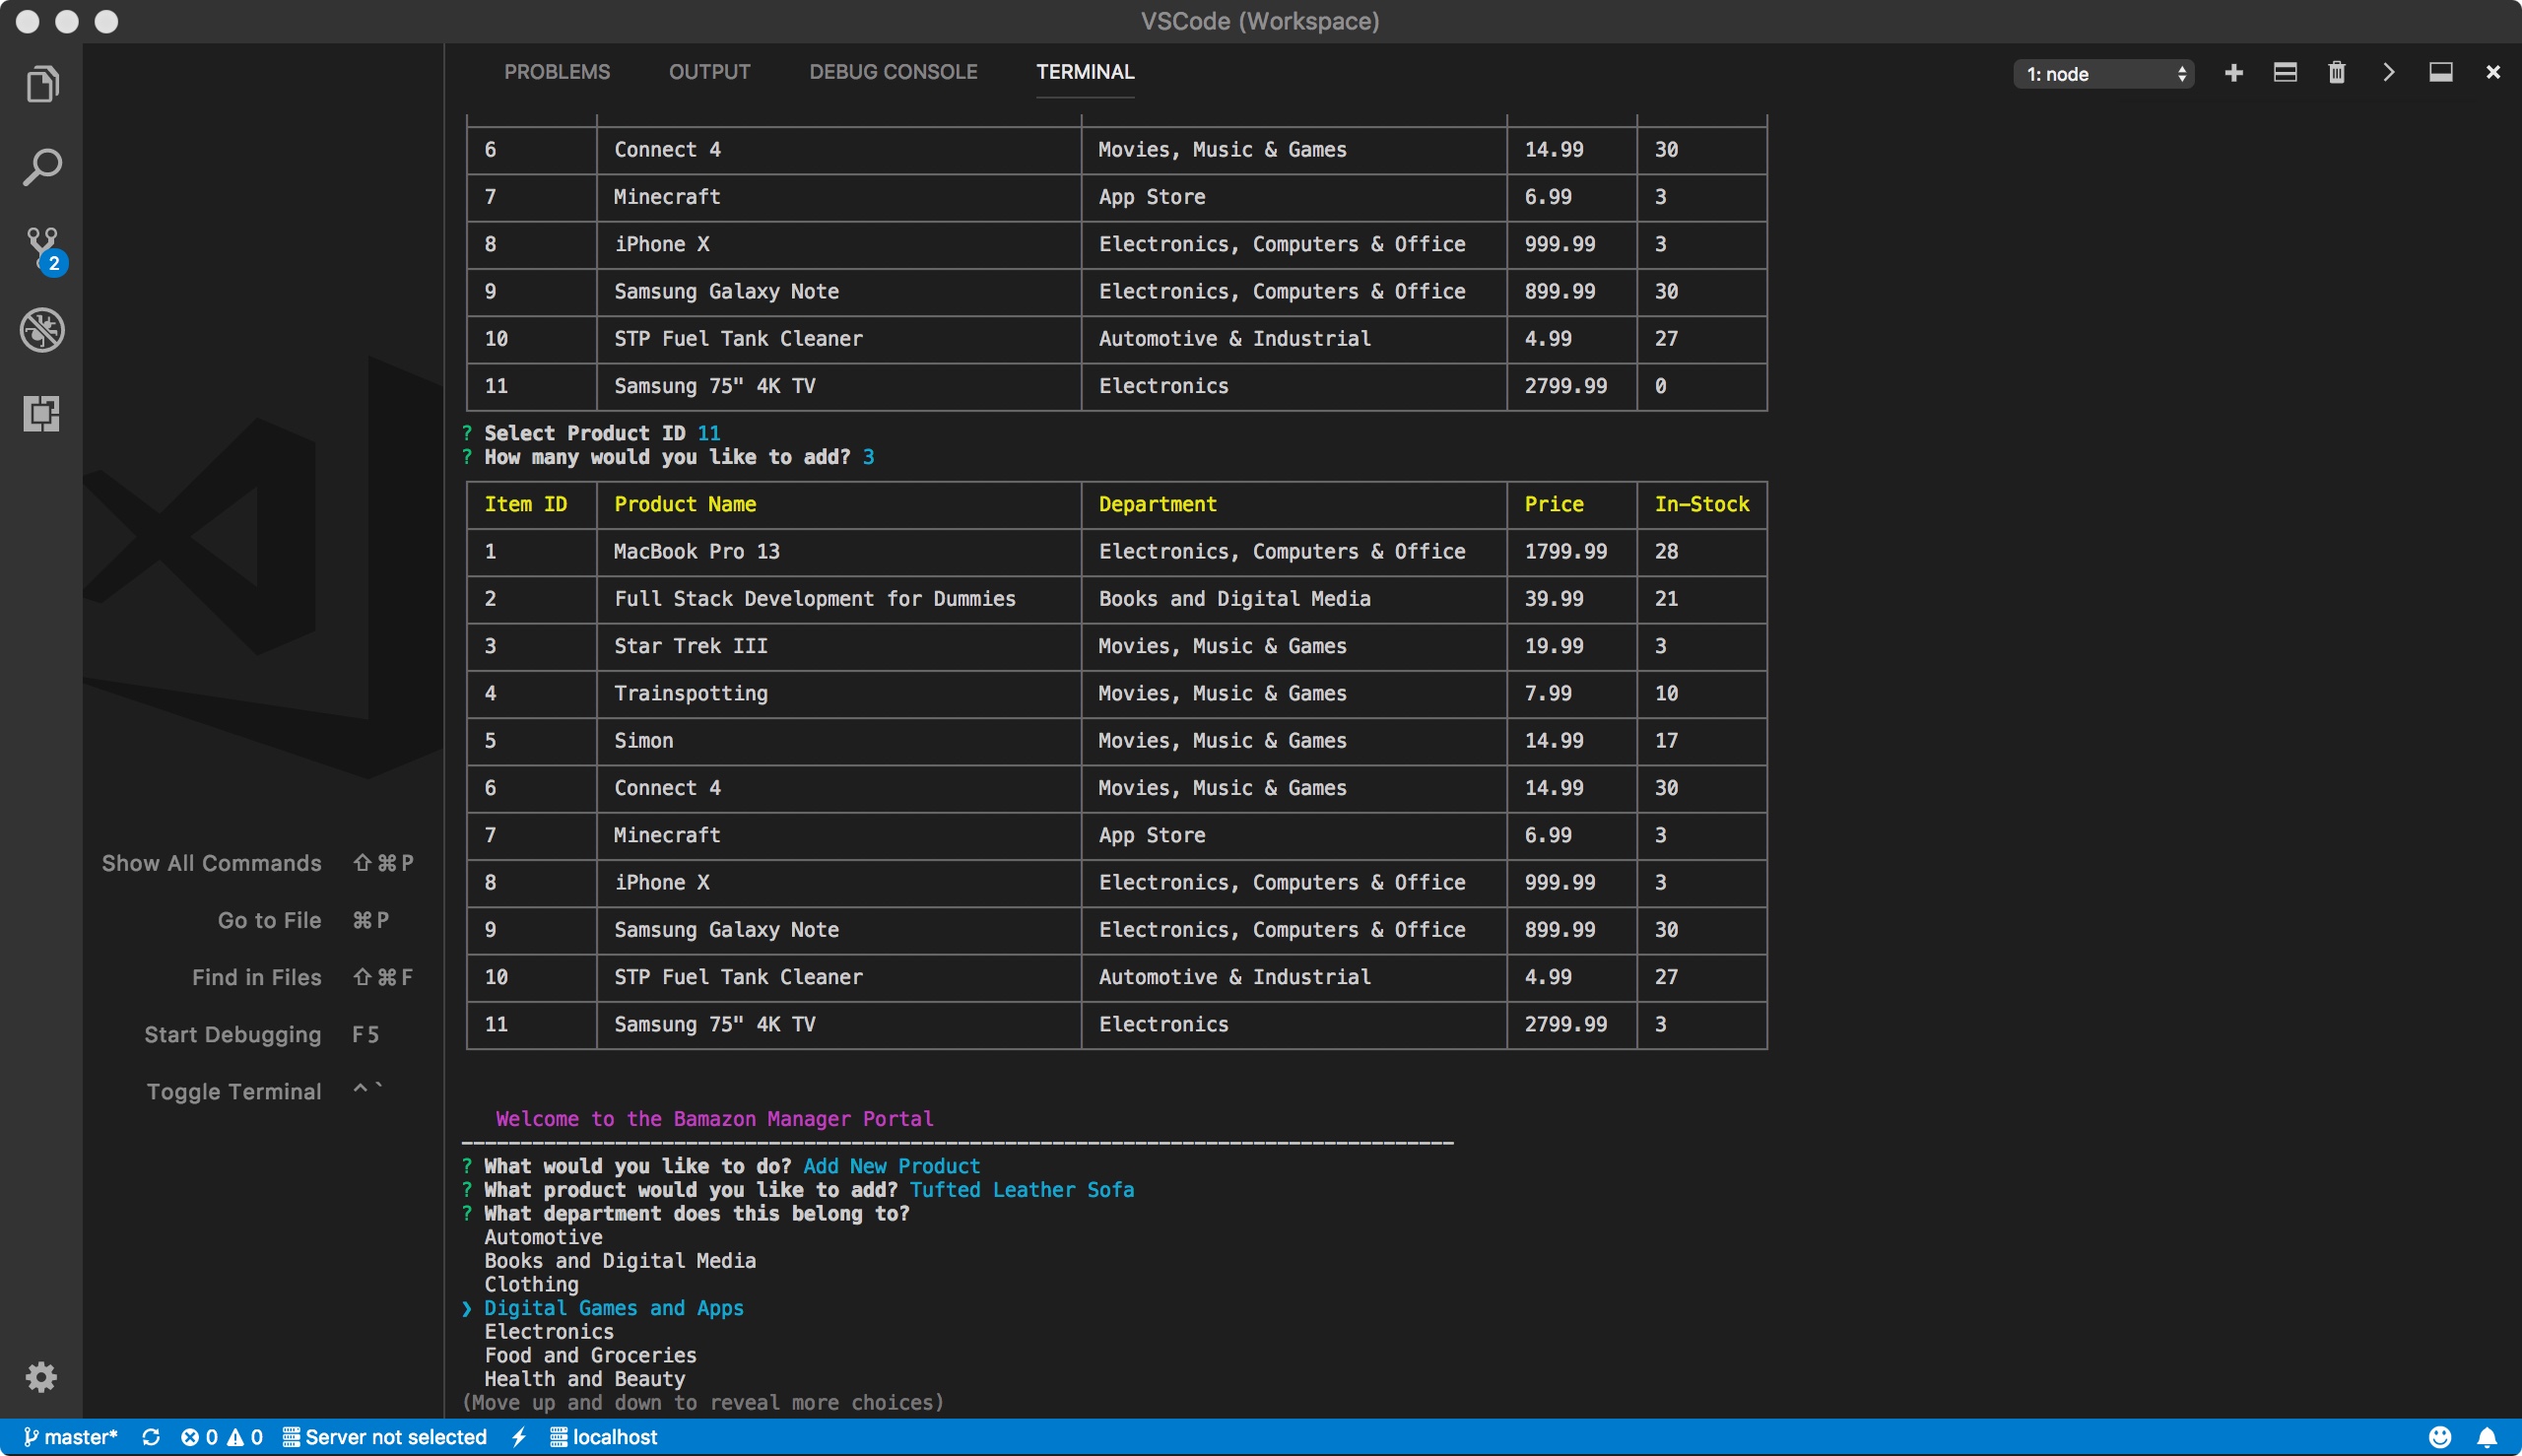 VSCode (Workspace)
PROBLEMS OUTPUT DEBUG CONSOLE TERMINAL 1: node
2
6 Connect 4 Movies, Music & Games 14.99 30
7 Minecraft App Store 6.99 3
8 iPhone X Electronics, Computers & Office 999.99 3
9 Samsung Galaxy Note Electronics, Computers & Office 899.99 30
10 STP Fuel Tank Cleaner Automotive & Industrial 4.99 27
11 Samsung 75" 4K TV Electronics 2799.99 0
? Select Product ID 11
? How many would you like to add? 3
Item ID Product Name Department Price In-Stock
1 MacBook Pro 13 Electronics, Computers & Office 1799.99 28
2 Full Stack Development for Dummies Books and Digital Media 39.99 21
3 Star Trek III Movies, Music & Games 19.99 3
4 Trainspotting Movies, Music & Games 7.99 10
5 Simon Movies, Music & Games 14.99 17
6 Connect 4 Movies, Music & Games 14.99 30
7 Minecraft App Store 6.99 3
8 iPhone X Electronics, Computers & Office 999.99 3
9 Samsung Galaxy Note Electronics, Computers & Office 899.99 30
10 STP Fuel Tank Cleaner Automotive & Industrial 4.99 27
11 Samsung 75" 4K TV Electronics 2799.99 3
Show All Commands ⇧⌘P
Go to File ⌘P
Find in Files ⇧⌘F
Start Debugging F5
Toggle Terminal ^`
Welcome to the Bamazon Manager Portal
------------------------------------------------------------------------------------
? What would you like to do? Add New Product
? What product would you like to add? Tufted Leather Sofa
? What department does this belong to?
Automotive
Books and Digital Media
Clothing
❯ Digital Games and Apps
Electronics
Food and Groceries
Health and Beauty
(Move up and down to reveal more choices)
master* 0 0 Server not selected localhost